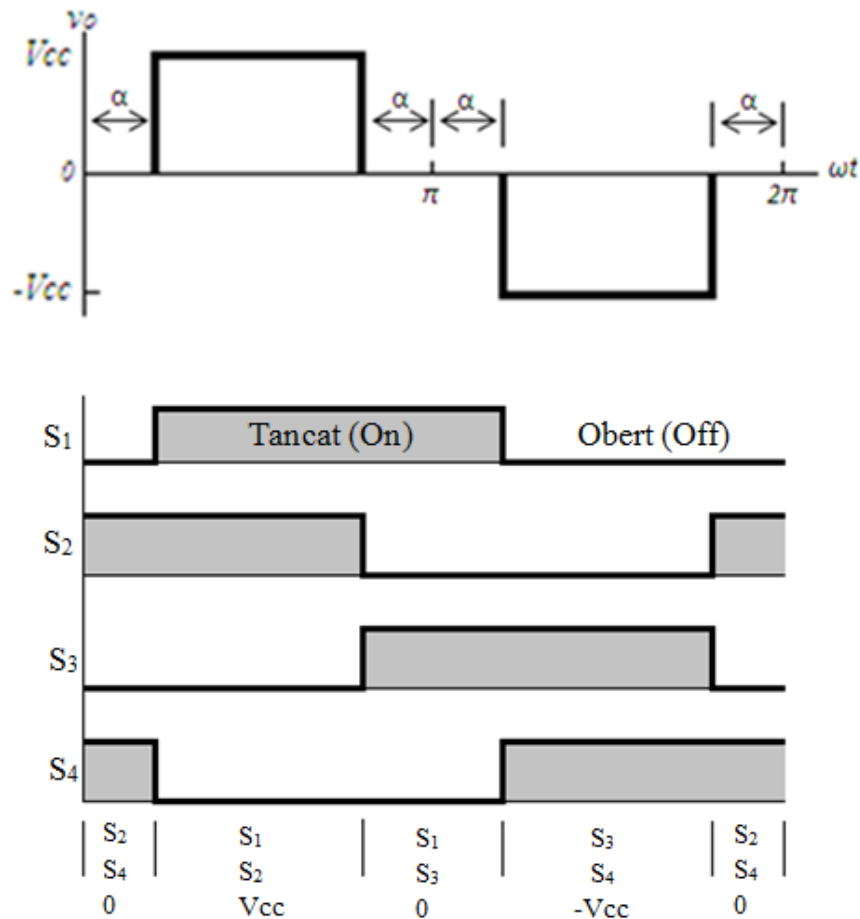 vo
Vcc
α α α α
0
π 2π ωt
-Vcc
S₁ Tancat (On) Obert (Off)
S₂
S₃
S₄
S₂ S₁ S₁ S₃ S₂
S₄ S₂ S₃ S₄ S₄
0 Vcc 0 -Vcc 0